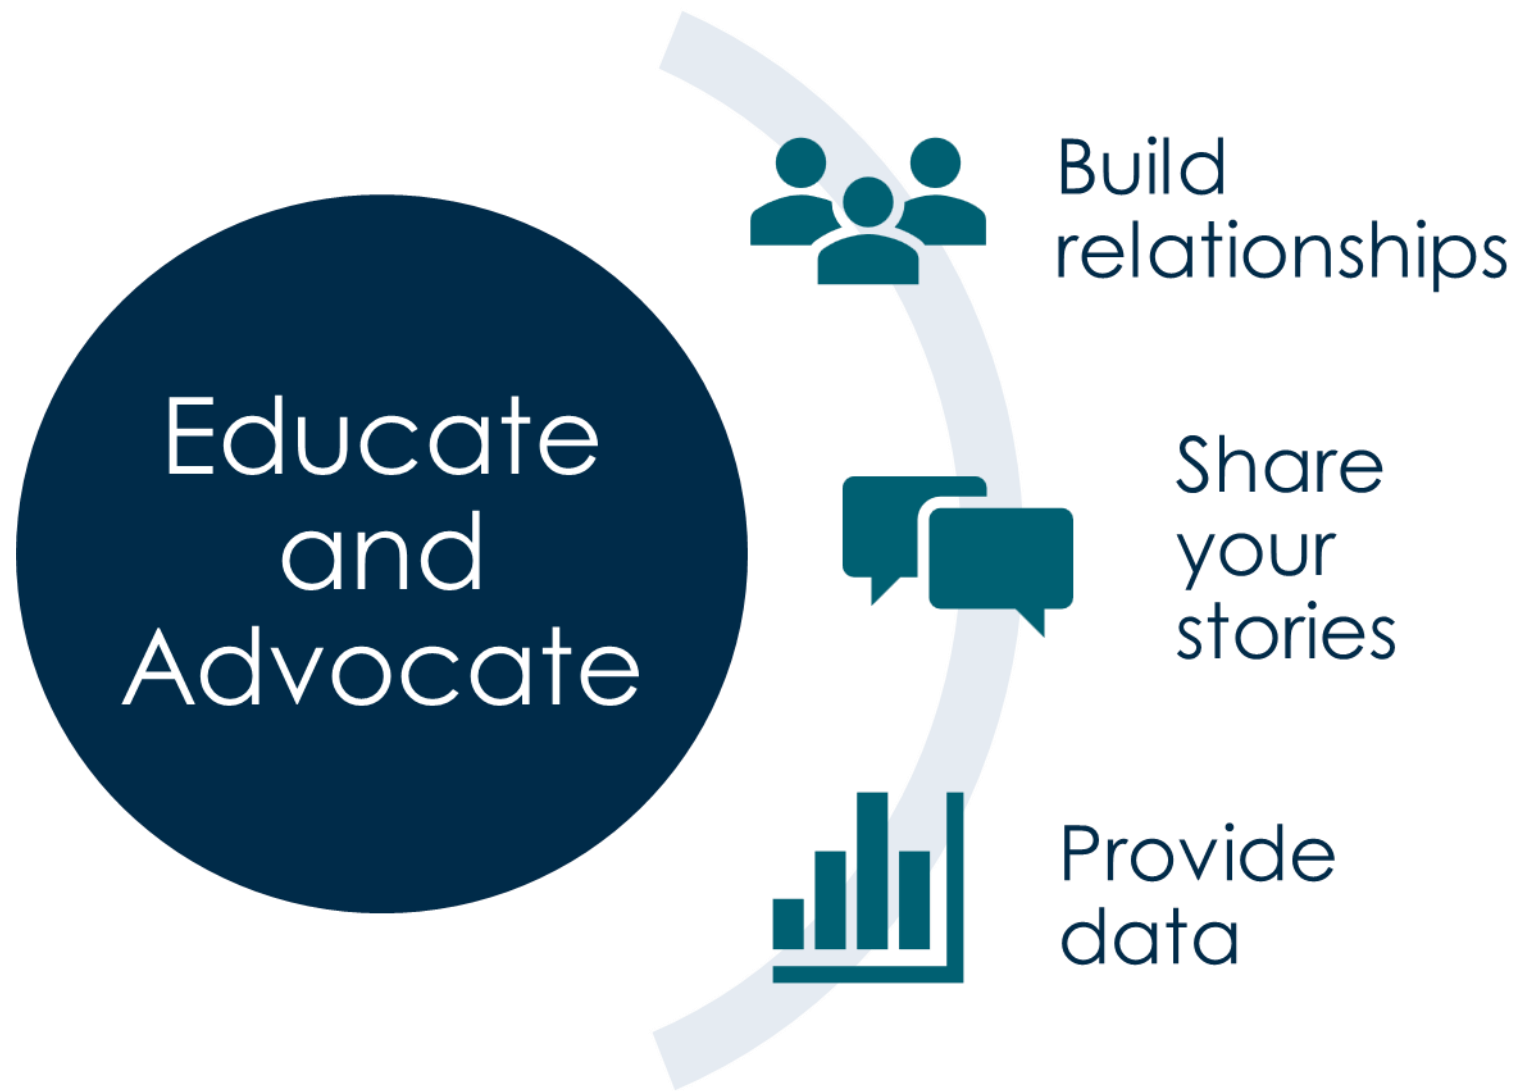 Educate
and
Advocate
Build
relationships
Share
your
stories
Provide
data